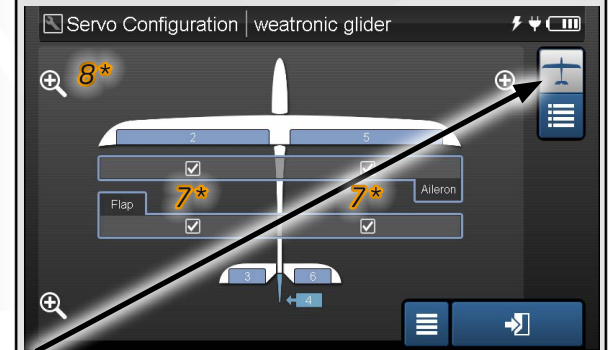 Servo Configuration | weatronic glider
8*
2 5
Aileron
7* 7*
Flap
3 6
4